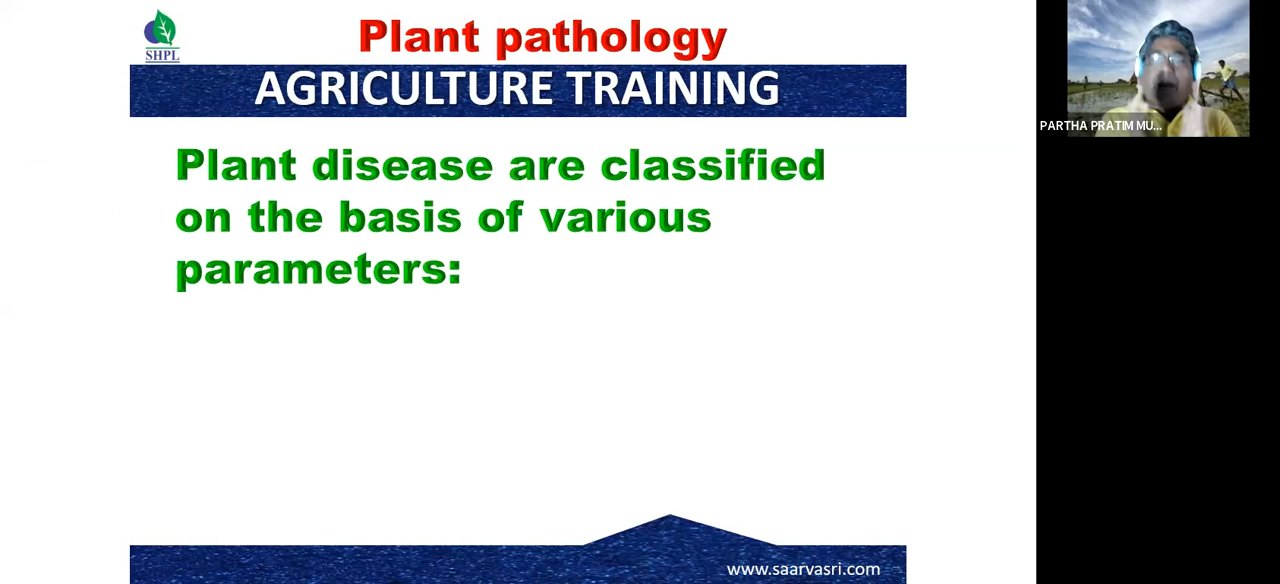 Plant pathology
SHPL
AGRICULTURE TRAINING
PARTHA PRATIM MU...
Plant disease are classified
on the basis of various
parameters:
www.saarvasri.com